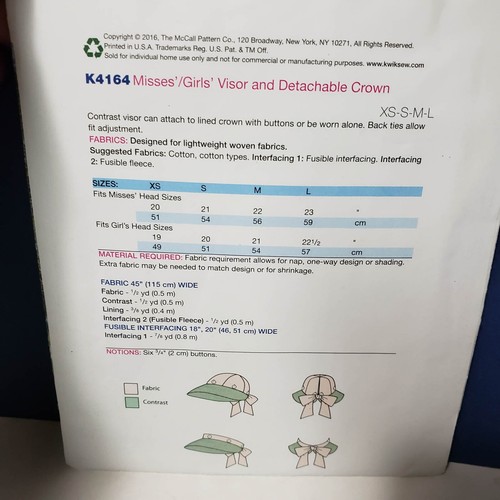 Copyright © 2016, The McCall Pattern Co., 120 Broadway, New York, NY 10271, All Rights Reserved.
Printed in U.S.A. Trademarks Reg. U.S. Pat. & TM Off.
Sold for individual home use only and not for commercial or manufacturing purposes. www.kwiksew.com
K4164 Misses'/Girls' Visor and Detachable Crown
XS-S-M-L
Contrast visor can attach to lined crown with buttons or be worn alone. Back ties allow
fit adjustment.
FABRICS: Designed for lightweight woven fabrics.
Suggested Fabrics: Cotton, cotton types. Interfacing 1: Fusible interfacing. Interfacing
2: Fusible fleece.
SIZES: XS S M L
Fits Misses' Head Sizes
20 21 22 23 "
51 54 56 59 cm
Fits Girl's Head Sizes
19 20 21 22½ "
49 51 54 57 cm
MATERIAL REQUIRED: Fabric requirement allows for nap, one-way design or shading.
Extra fabric may be needed to match design or for shrinkage.
FABRIC 45" (115 cm) WIDE
Fabric - ½ yd (0.5 m)
Contrast - ½ yd (0.5 m)
Lining - ⅜ yd (0.4 m)
Interfacing 2 (Fusible Fleece) - ½ yd (0.5 m)
FUSIBLE INTERFACING 18", 20" (46, 51 cm) WIDE
Interfacing 1 - ⅞ yd (0.8 m)
NOTIONS: Six ¾" (2 cm) buttons.
Fabric
Contrast